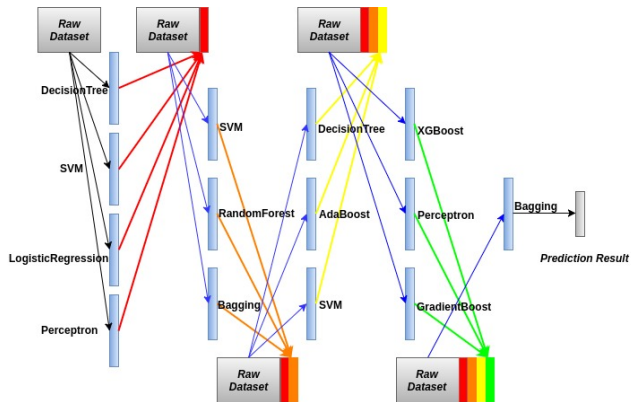 Raw
Dataset
Raw
Dataset
Raw
Dataset
DecisionTree
SVM
LogisticRegression
Perceptron
SVM
RandomForest
Bagging
DecisionTree
AdaBoost
SVM
XGBoost
Perceptron
GradientBoost
Bagging
Prediction Result
Raw
Dataset
Raw
Dataset